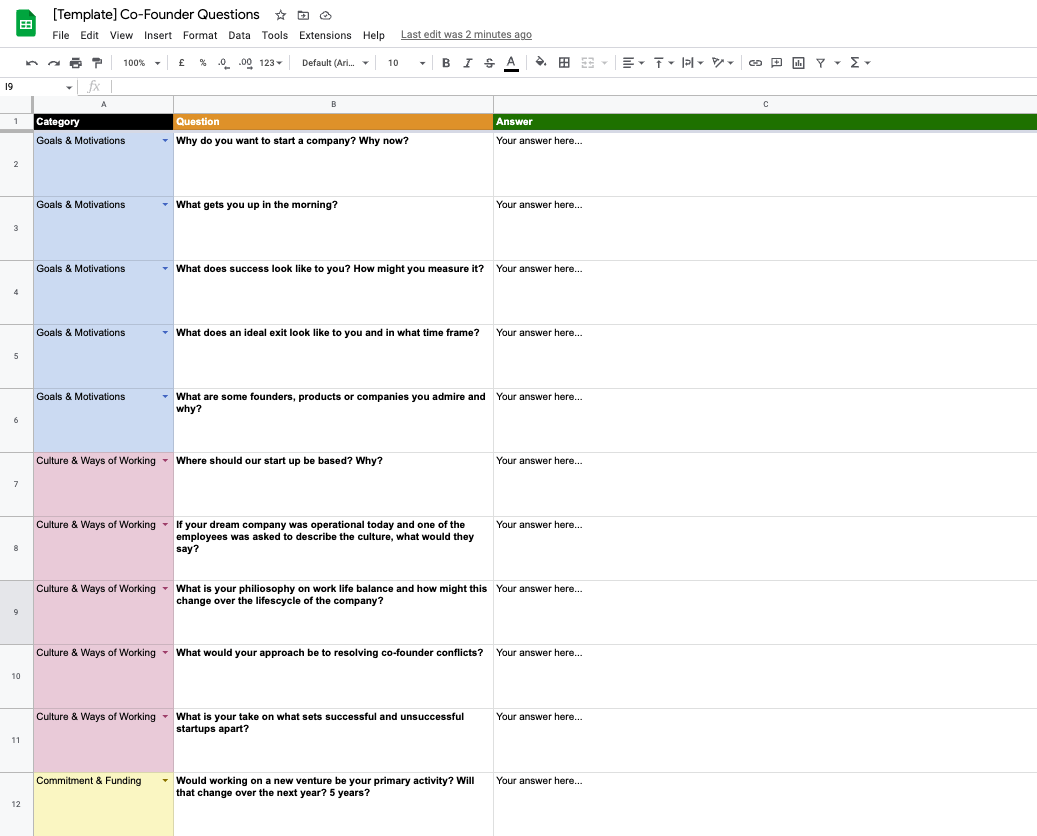 [Template] Co-Founder Questions
File Edit View Insert Format Data Tools Extensions Help Last edit was 2 minutes ago
100% £ % .0 .00 123 Default (Ari... 10 B I S A
I9 fx
A B C
1 Category Question Answer
2 Goals & Motivations Why do you want to start a company? Why now? Your answer here...
3 Goals & Motivations What gets you up in the morning? Your answer here...
4 Goals & Motivations What does success look like to you? How might you measure it? Your answer here...
5 Goals & Motivations What does an ideal exit look like to you and in what time frame? Your answer here...
6 Goals & Motivations What are some founders, products or companies you admire and Your answer here...
why?
7 Culture & Ways of Working Where should our start up be based? Why? Your answer here...
8 Culture & Ways of Working If your dream company was operational today and one of the Your answer here...
employees was asked to describe the culture, what would they
say?
9 Culture & Ways of Working What is your philiosophy on work life balance and how might this Your answer here...
change over the lifescycle of the company?
10 Culture & Ways of Working What would your approach be to resolving co-founder conflicts? Your answer here...
11 Culture & Ways of Working What is your take on what sets successful and unsuccessful Your answer here...
startups apart?
12 Commitment & Funding Would working on a new venture be your primary activity? Will Your answer here...
that change over the next year? 5 years?